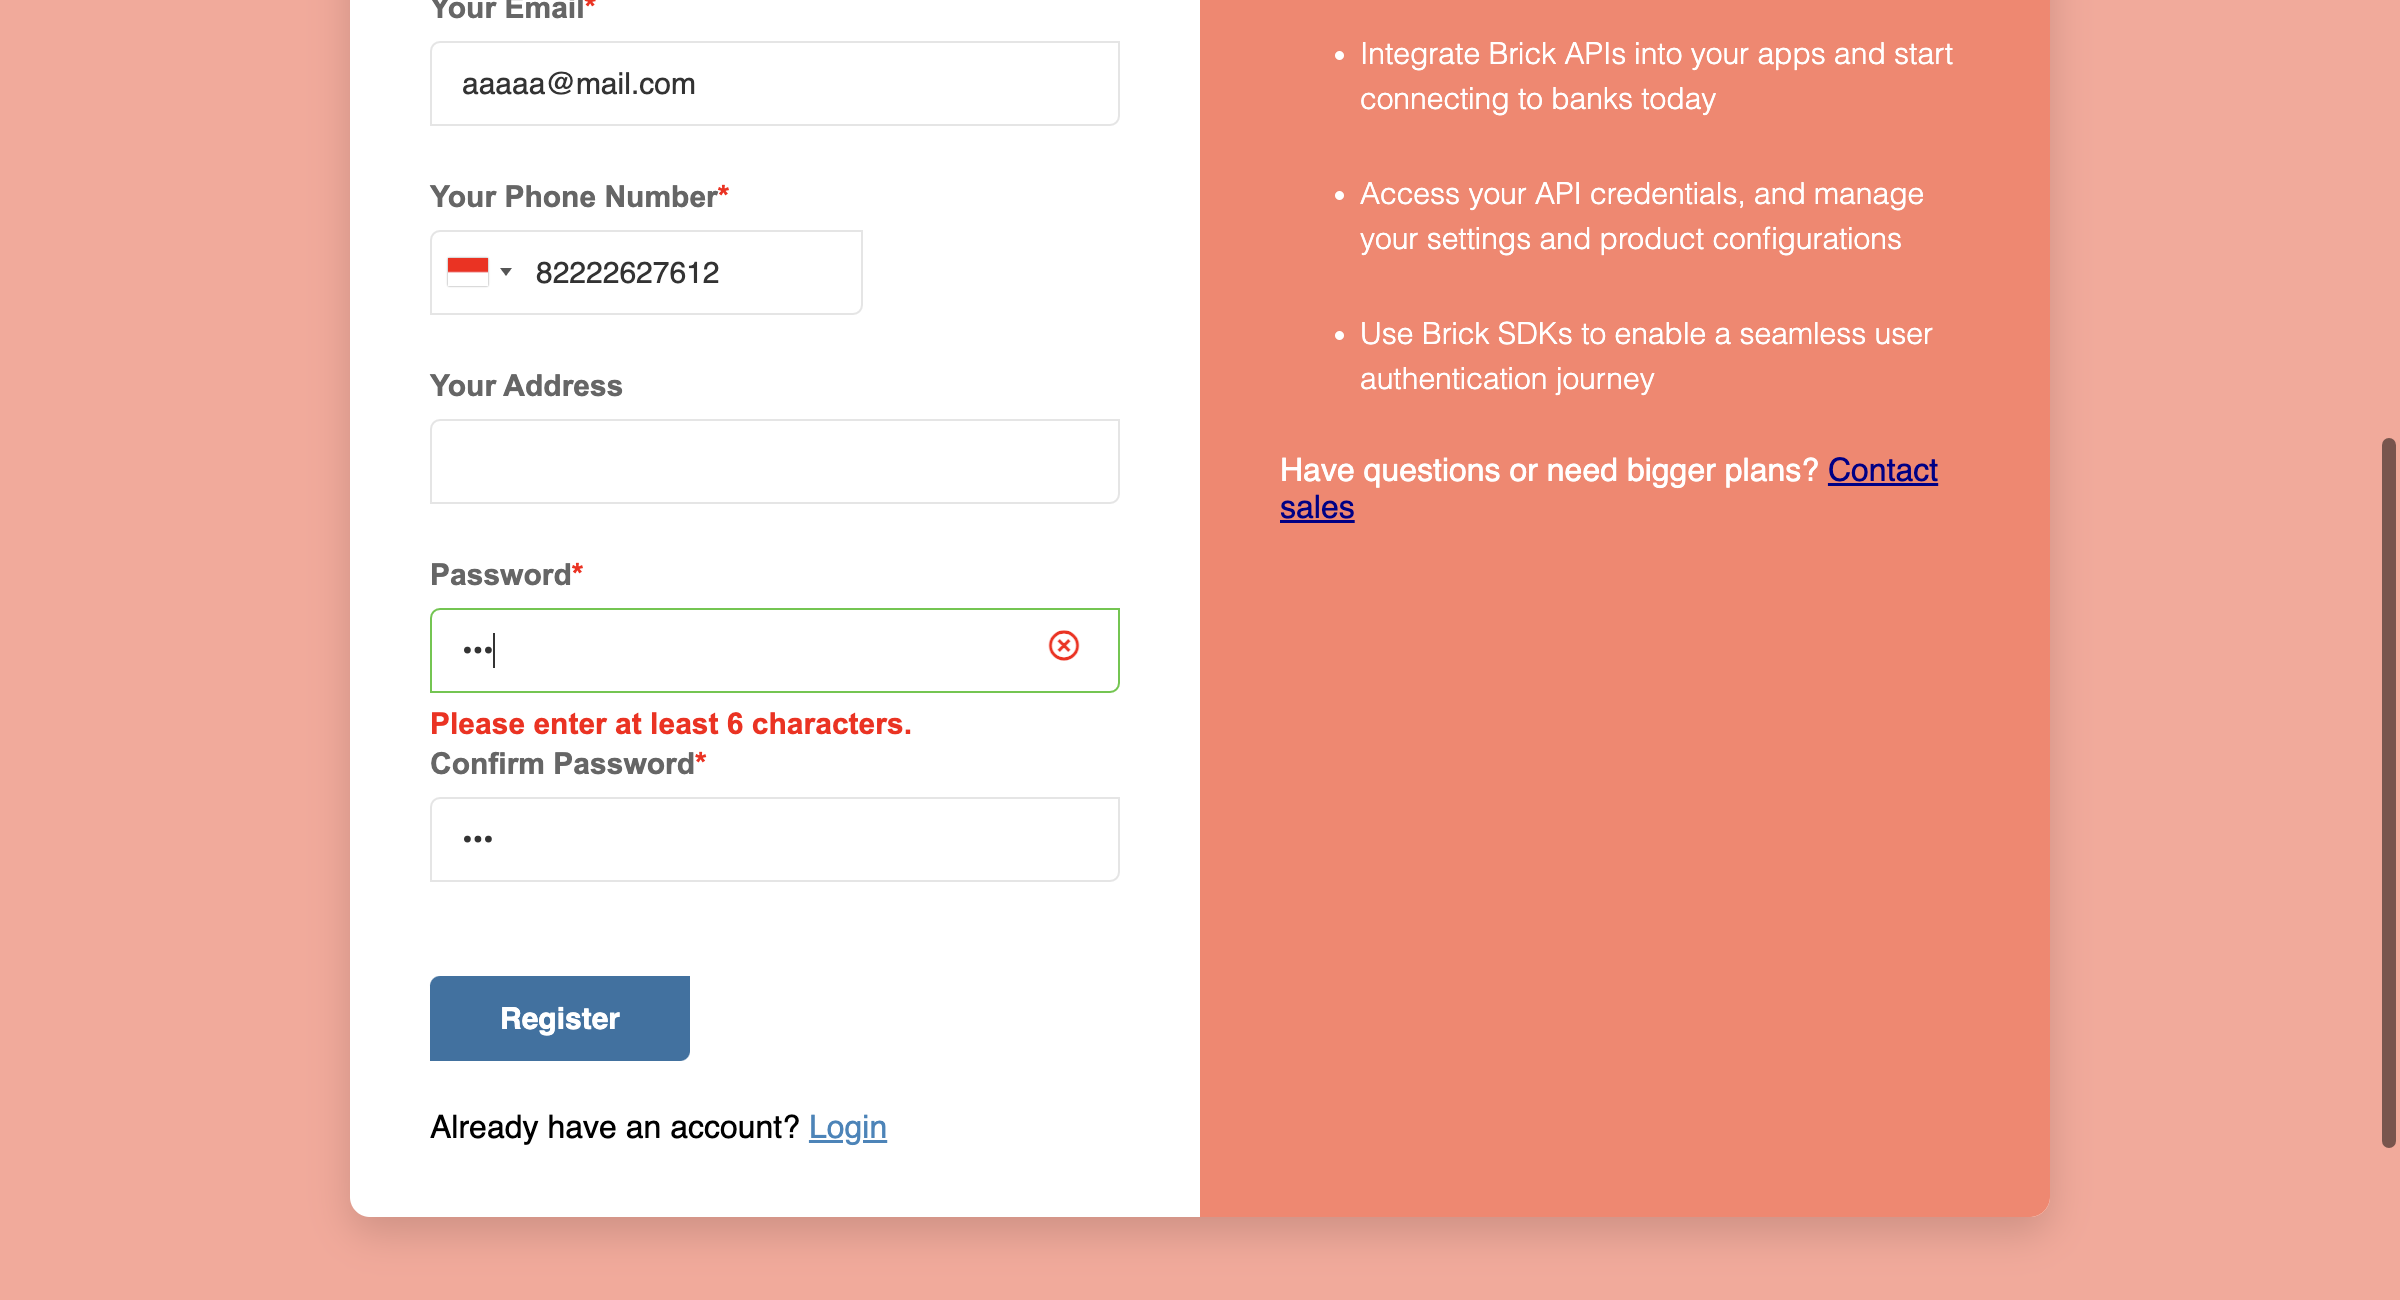 Your Email*
aaaaa@mail.com
Your Phone Number*
82222627612
Your Address
Password*
•••
Please enter at least 6 characters.
Confirm Password*
•••
Register
Already have an account? Login
• Integrate Brick APIs into your apps and start
connecting to banks today
• Access your API credentials, and manage
your settings and product configurations
• Use Brick SDKs to enable a seamless user
authentication journey
Have questions or need bigger plans? Contact
sales